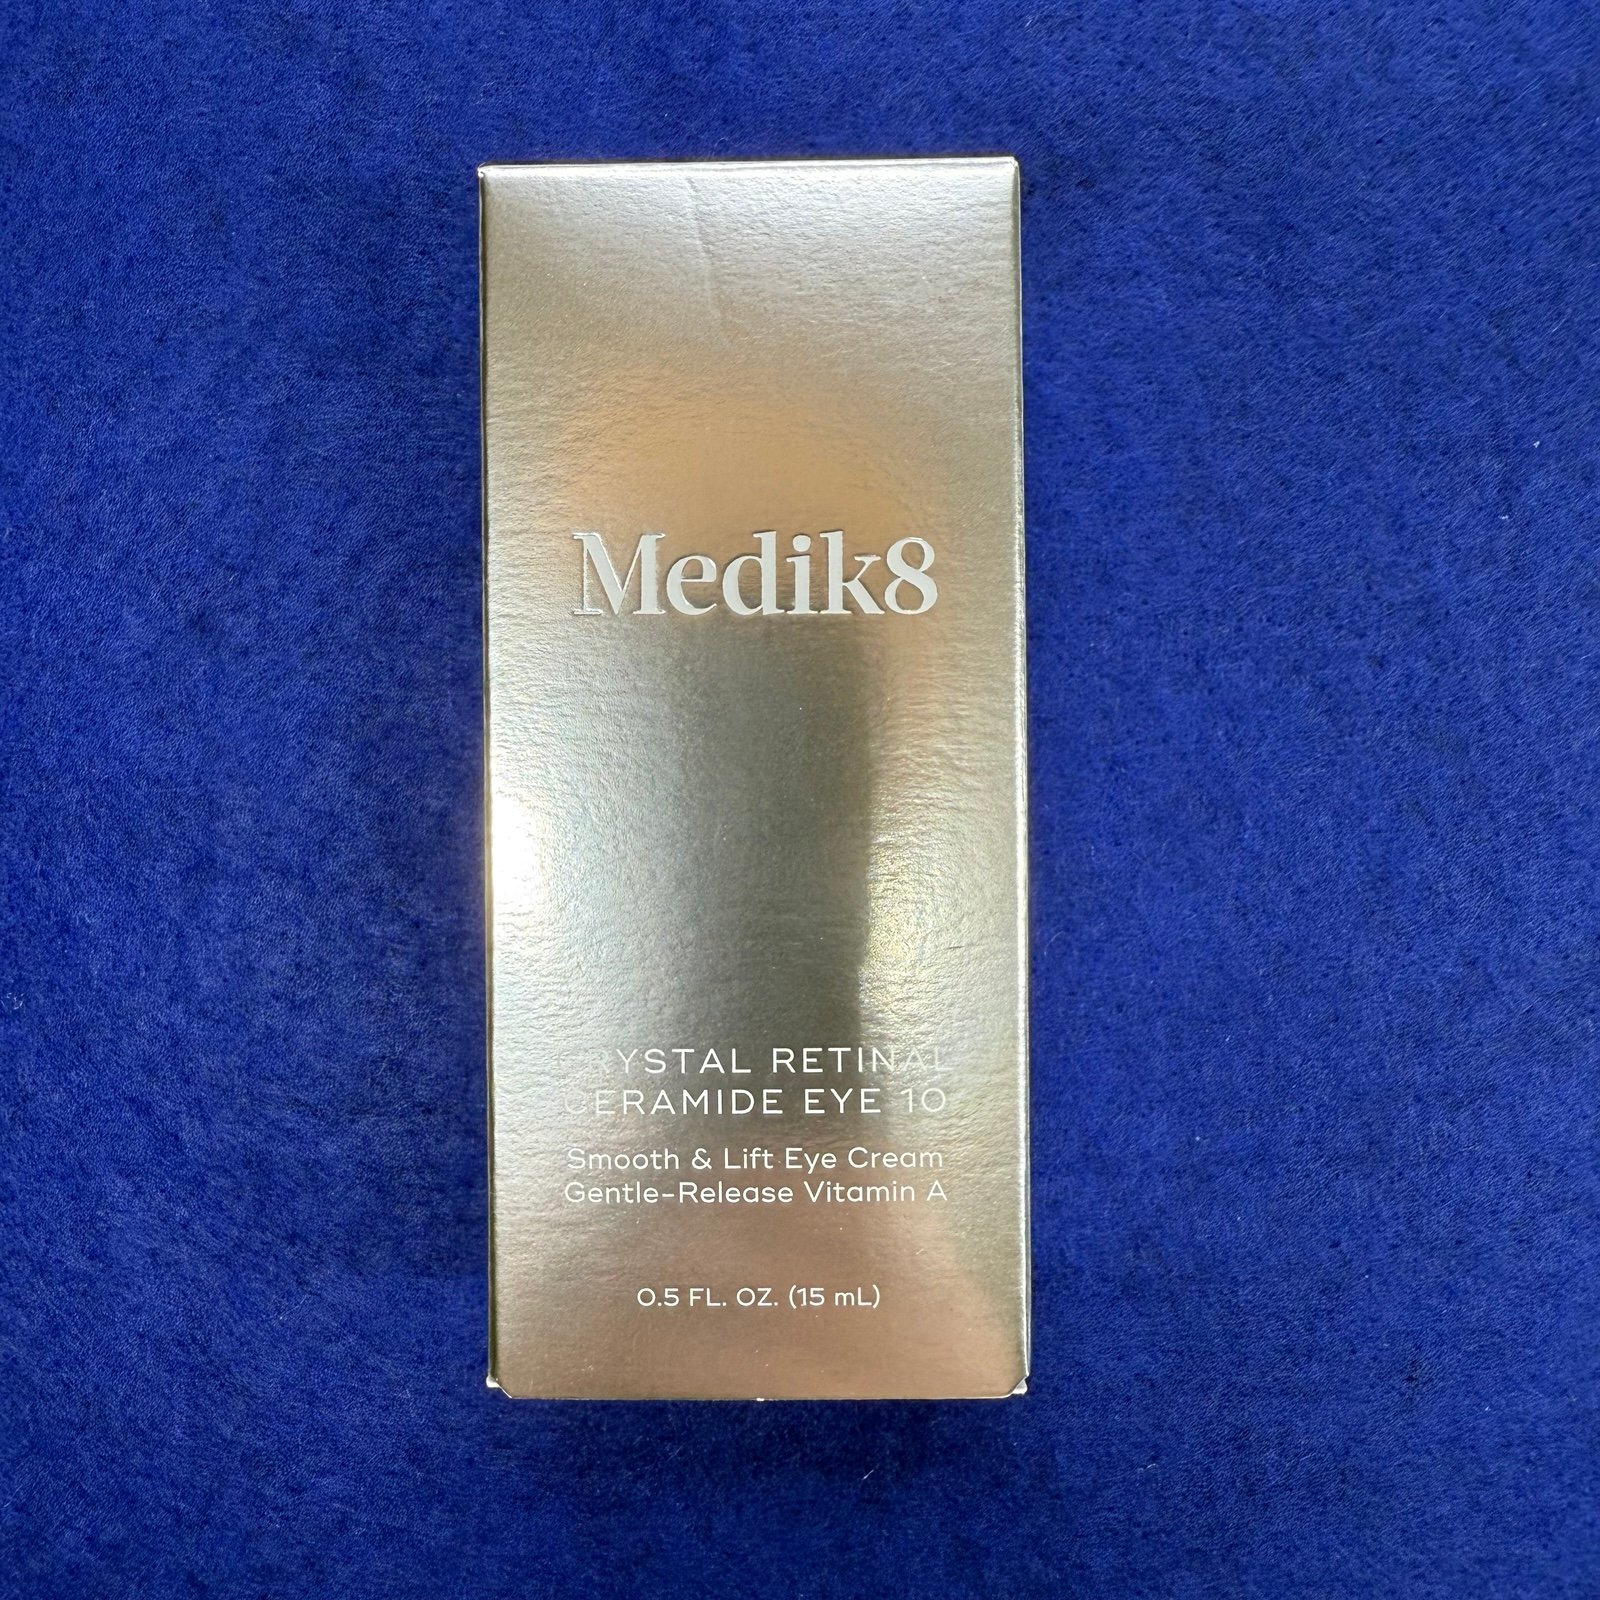 Medik8
CRYSTAL RETINAL
CERAMIDE EYE 10
Smooth & Lift Eye Cream
Gentle-Release Vitamin A
0.5 FL. OZ. (15 mL)